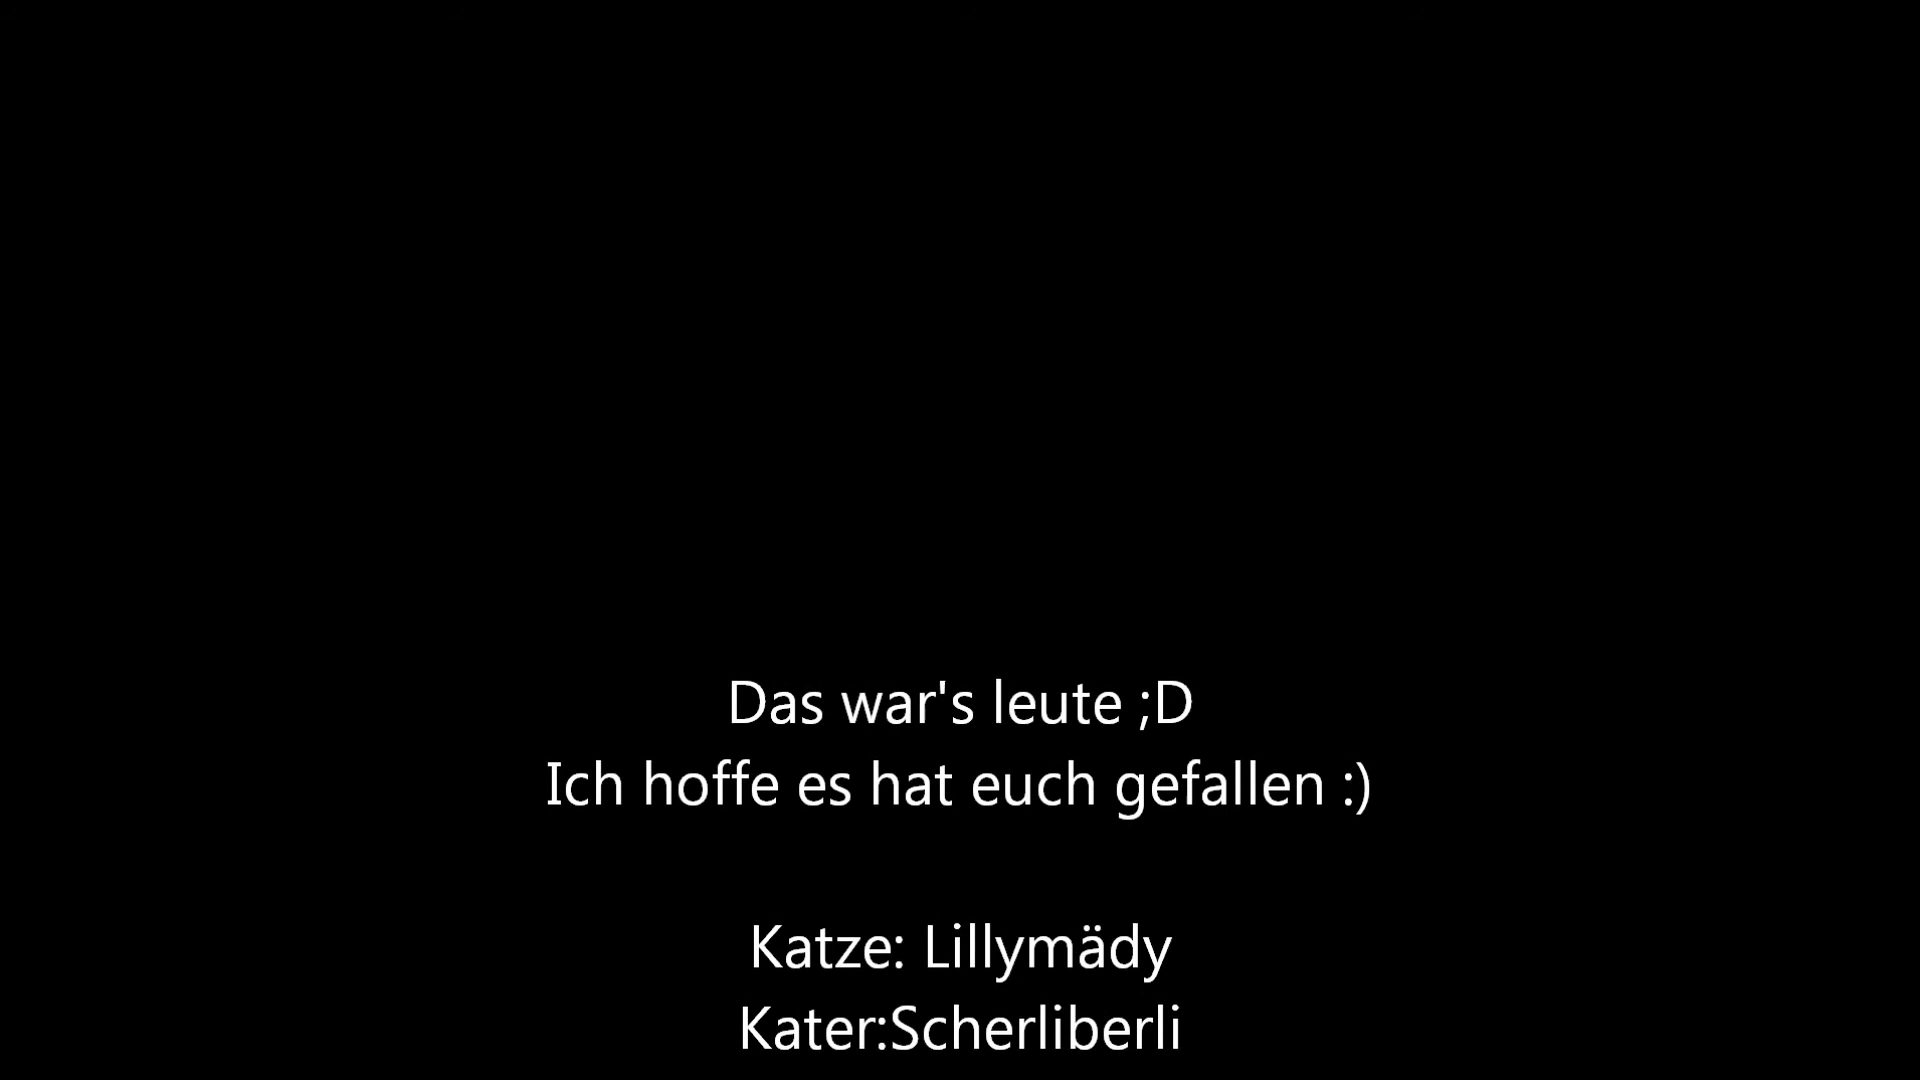 Das war's leute ;D
Ich hoffe es hat euch gefallen :)
Katze: Lillymädy
Kater:Scherliberli